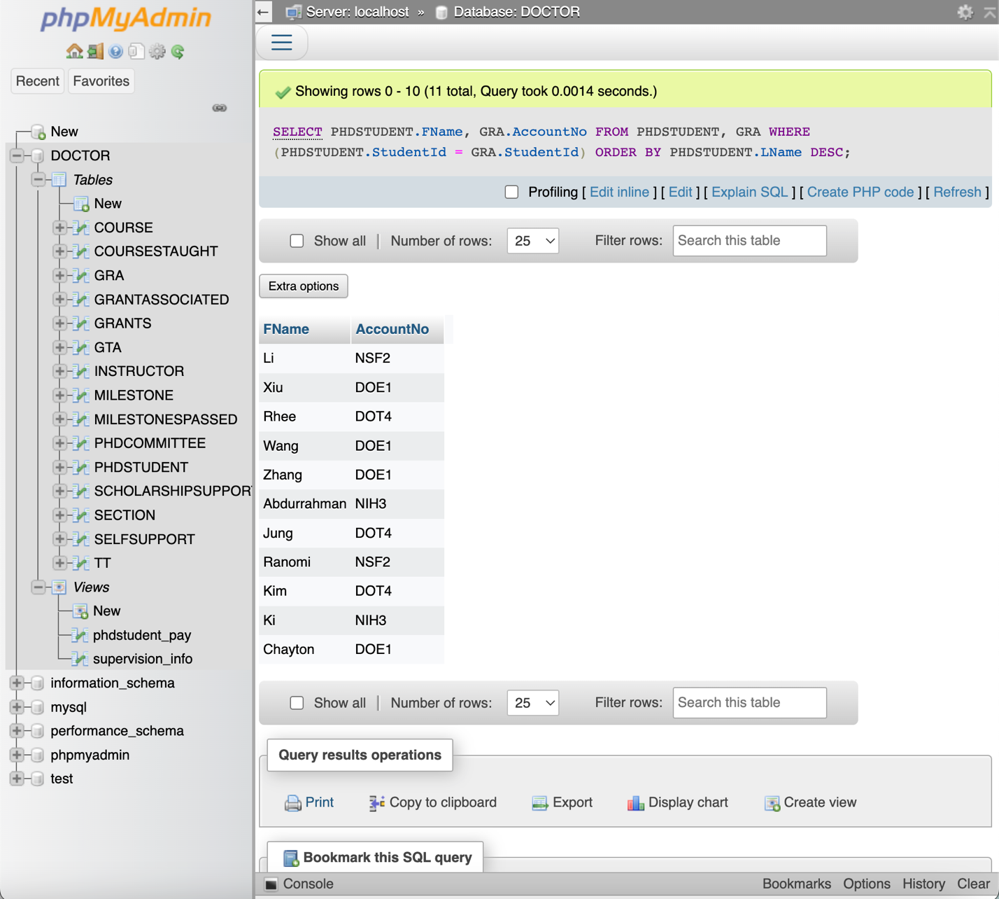 phpMyAdmin
Recent Favorites
New
DOCTOR
Tables
New
COURSE
COURSESTAUGHT
GRA
GRANTASSOCIATED
GRANTS
GTA
INSTRUCTOR
MILESTONE
MILESTONESPASSED
PHDCOMMITTEE
PHDSTUDENT
SCHOLARSHIPSUPPOR
SECTION
SELFSUPPORT
TT
Views
New
phdstudent_pay
supervision_info
information_schema
mysql
performance_schema
phpmyadmin
test
Server: localhost » Database: DOCTOR
Showing rows 0 - 10 (11 total, Query took 0.0014 seconds.)
SELECT PHDSTUDENT.FName, GRA.AccountNo FROM PHDSTUDENT, GRA WHERE
(PHDSTUDENT.StudentId = GRA.StudentId) ORDER BY PHDSTUDENT.LName DESC;
Profiling [ Edit inline ] [ Edit ] [ Explain SQL ] [ Create PHP code ] [ Refresh ]
Show all | Number of rows: 25 Filter rows: Search this table
Extra options
FName AccountNo
Li NSF2
Xiu DOE1
Rhee DOT4
Wang DOE1
Zhang DOE1
Abdurrahman NIH3
Jung DOT4
Ranomi NSF2
Kim DOT4
Ki NIH3
Chayton DOE1
Show all | Number of rows: 25 Filter rows: Search this table
Query results operations
Print Copy to clipboard Export Display chart Create view
Bookmark this SQL query
Console Bookmarks Options History Clear